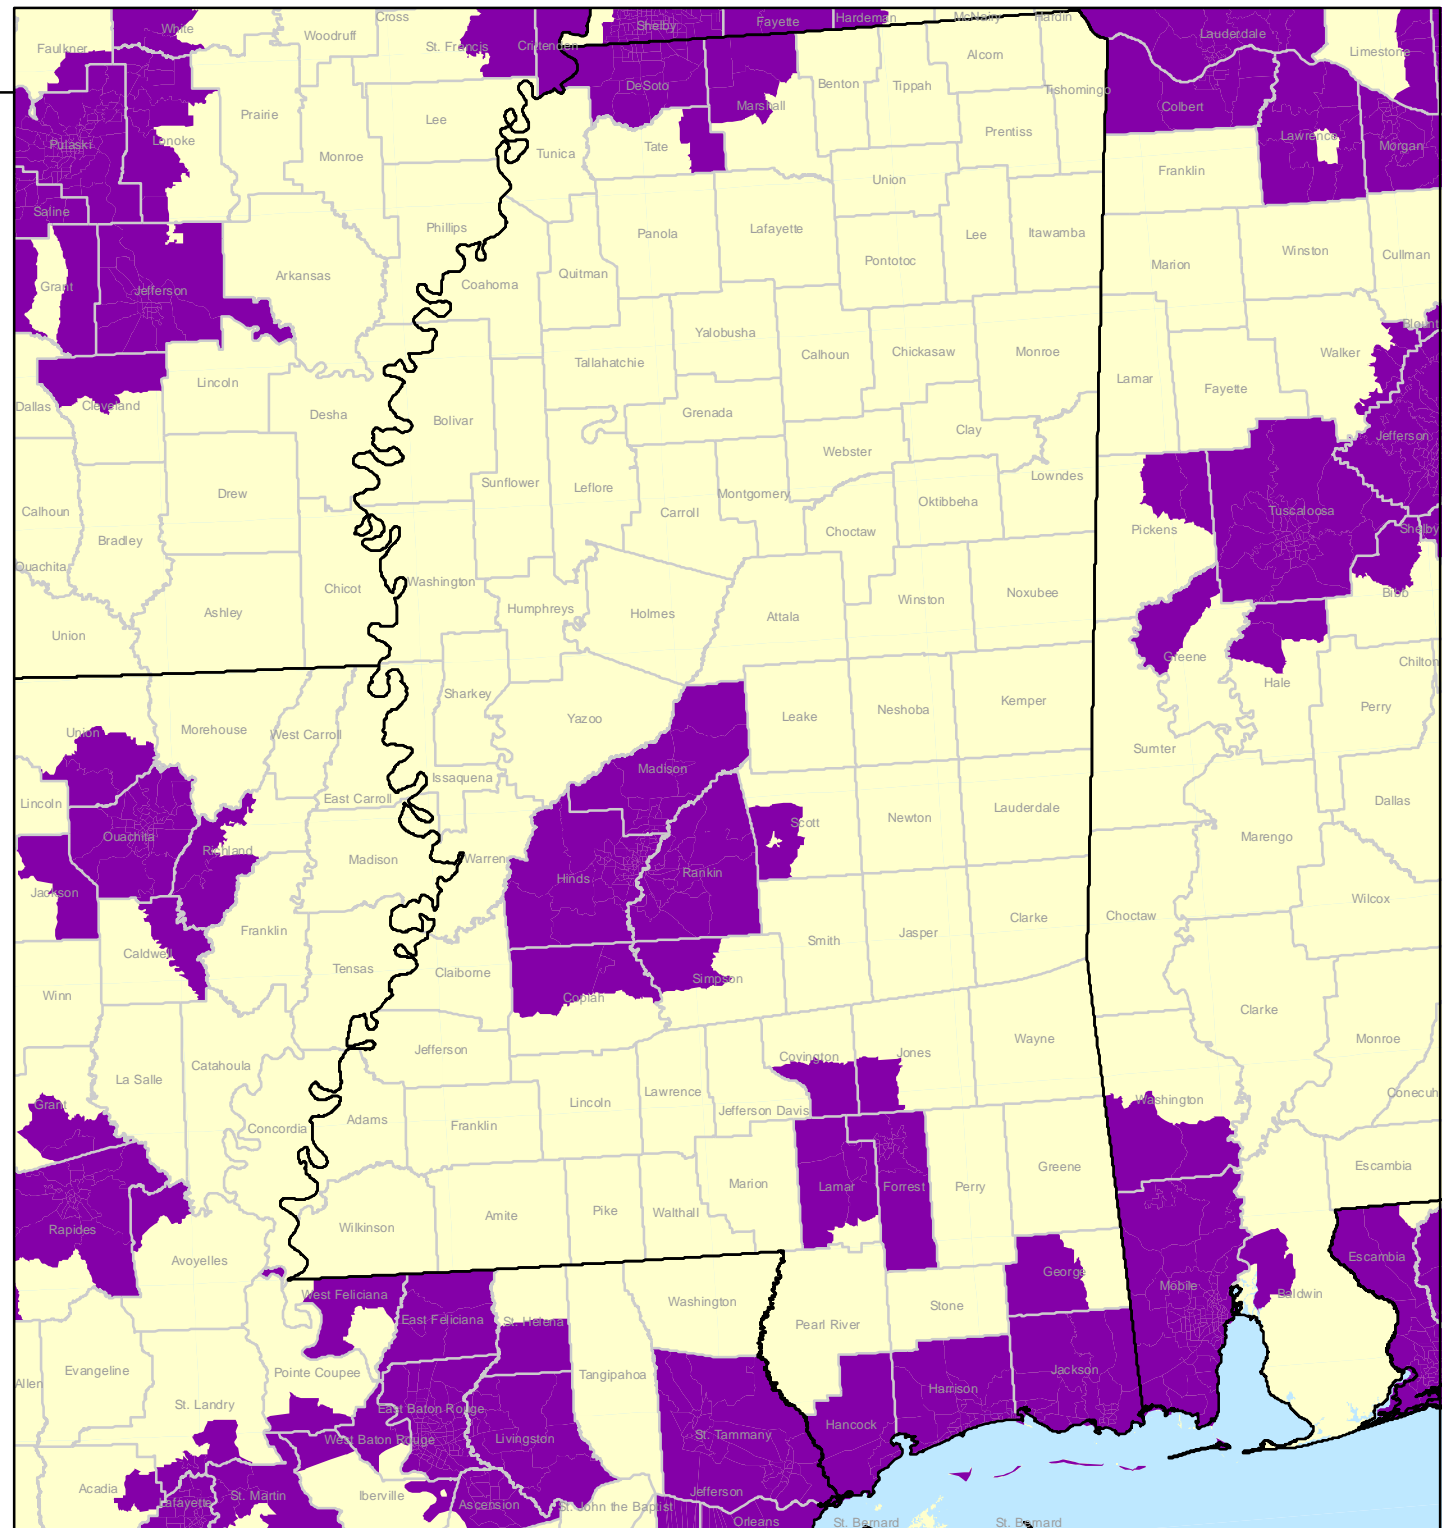 Cross
McNairy
Hardin
White
Woodruff
Shelby
Fayette
Hardeman
Lauderdale
Faulkner
St. Francis
Crittenden
Limestone
Alcorn
DeSoto
Benton
Tippah
Tishomingo
Marshall
Colbert
Prairie
Lee
Prentiss
Lawrence
Morgan
Pulaski
Lonoke
Monroe
Tunica
Tate
Franklin
Union
Saline
Phillips
Panola
Lafayette
Lee
Itawamba
Winston
Cullman
Pontotoc
Marion
Grant
Jefferson
Arkansas
Coahoma
Quitman
Blount
Yalobusha
Calhoun
Chickasaw
Monroe
Walker
Tallahatchie
Lamar
Fayette
Lincoln
Dallas
Cleveland
Desha
Bolivar
Grenada
Clay
Jefferson
Webster
Lowndes
Drew
Sunflower
Leflore
Montgomery
Oktibbeha
Calhoun
Carroll
Choctaw
Pickens
Tuscaloosa
Shelby
Bradley
Ouachita
Chicot
Washington
Bibb
Ashley
Humphreys
Holmes
Attala
Winston
Noxubee
Union
Greene
Chilton
Hale
Sharkey
Yazoo
Leake
Neshoba
Kemper
Perry
Union
Morehouse
West Carroll
Sumter
Madison
Issaquena
Lincoln
East Carroll
Dallas
Lauderdale
Newton
Scott
Ouachita
Richland
Marengo
Madison
Warren
Hinds
Rankin
Jackson
Wilcox
Franklin
Clarke
Choctaw
Jasper
Smith
Caldwell
Tensas
Claiborne
Simpson
Winn
Copiah
Clarke
Jefferson
Covington
Jones
Wayne
Monroe
Catahoula
La Salle
Lawrence
Conecuh
Grant
Lincoln
Jefferson Davis
Washington
Concordia
Adams
Franklin
Greene
Escambia
Marion
Lamar
Forrest
Perry
Rapides
Wilkinson
Amite
Pike
Walthall
Avoyelles
Escambia
George
Mobile
Baldwin
West Feliciana
Washington
Stone
East Feliciana
St. Helena
Pearl River
Evangeline
Pointe Coupee
Tangipahoa
Jackson
Allen
Harrison
St. Landry
East Baton Rouge
Hancock
West Baton Rouge
Livingston
St. Tammany
Acadia
St. Martin
Iberville
Jefferson
Lafayette
Ascension
St. John the Baptist
Orleans
St. Bernard
St. Bernard